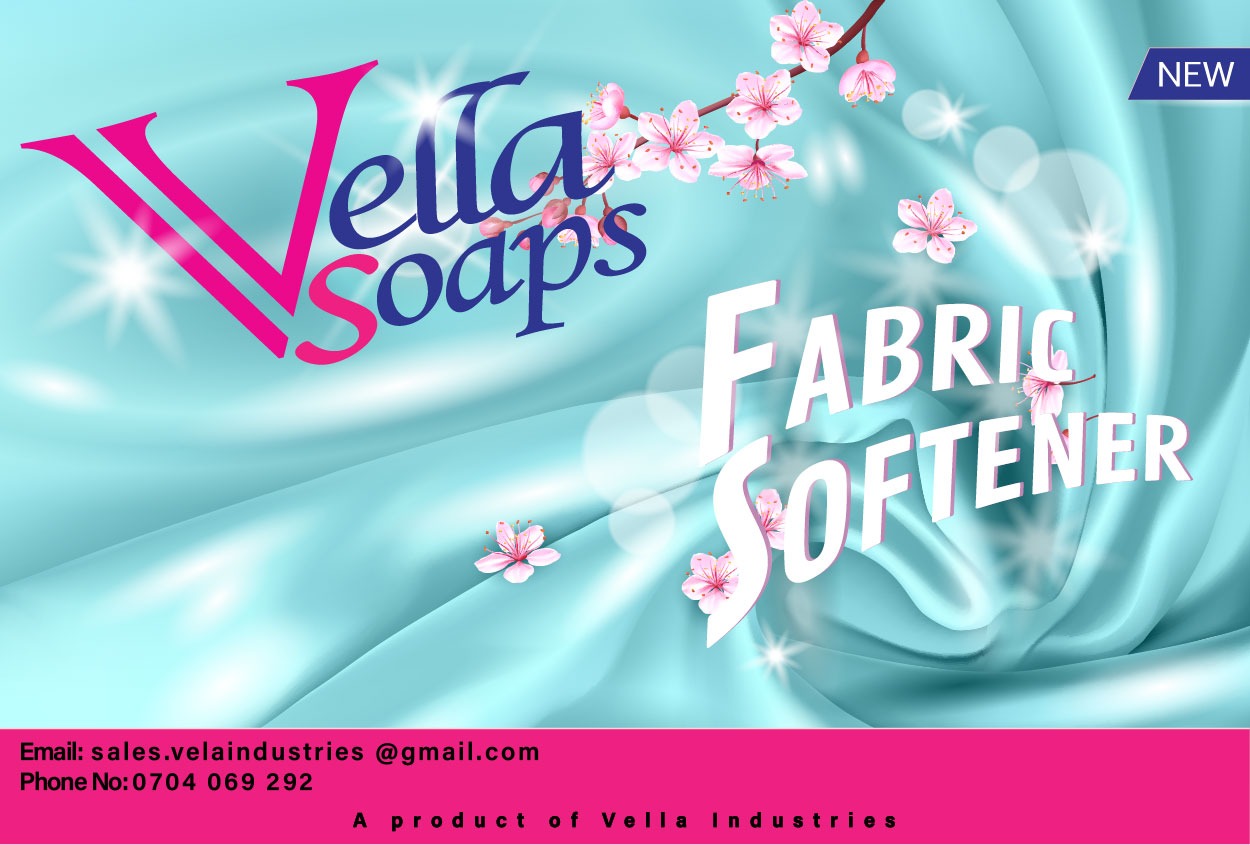 NEW
Vella
soaps
FABRIC
SOFTENER
Email: sales.velaindustries @gmail.com
Phone No:0704 069 292
A product of Vella Industries